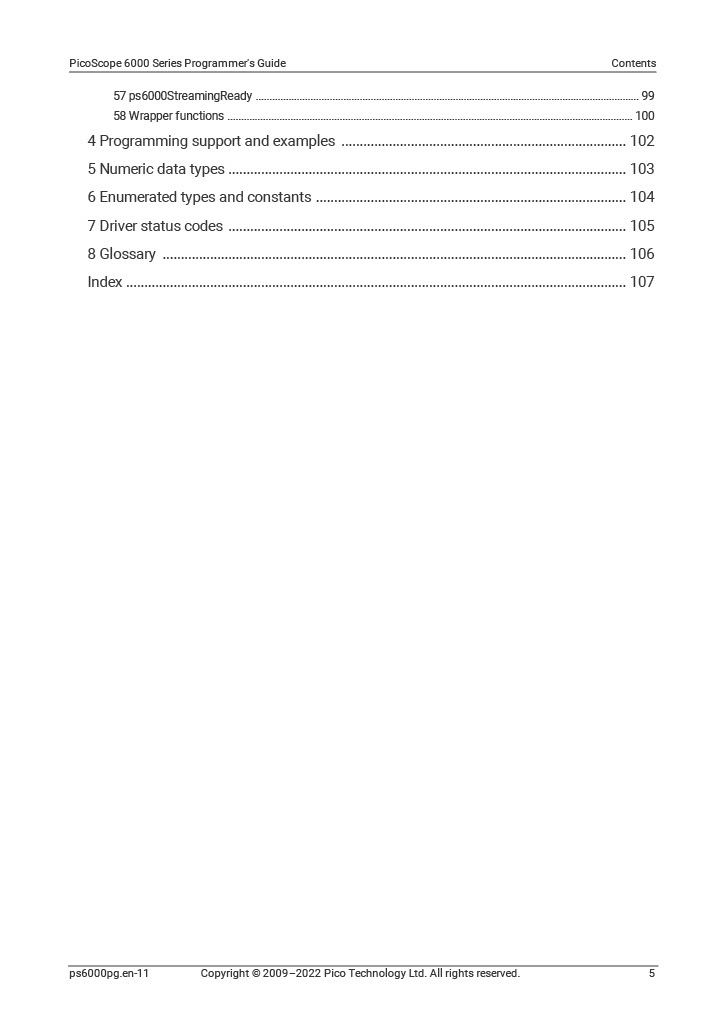 PicoScope 6000 Series Programmer's Guide Contents
57 ps6000StreamingReady ........................................ 99
58 Wrapper functions ........................................ 100
4 Programming support and examples ........................................ 102
5 Numeric data types ........................................ 103
6 Enumerated types and constants ........................................ 104
7 Driver status codes ........................................ 105
8 Glossary ........................................ 106
Index ........................................ 107
ps6000pg.en-11 Copyright © 2009–2022 Pico Technology Ltd. All rights reserved. 5